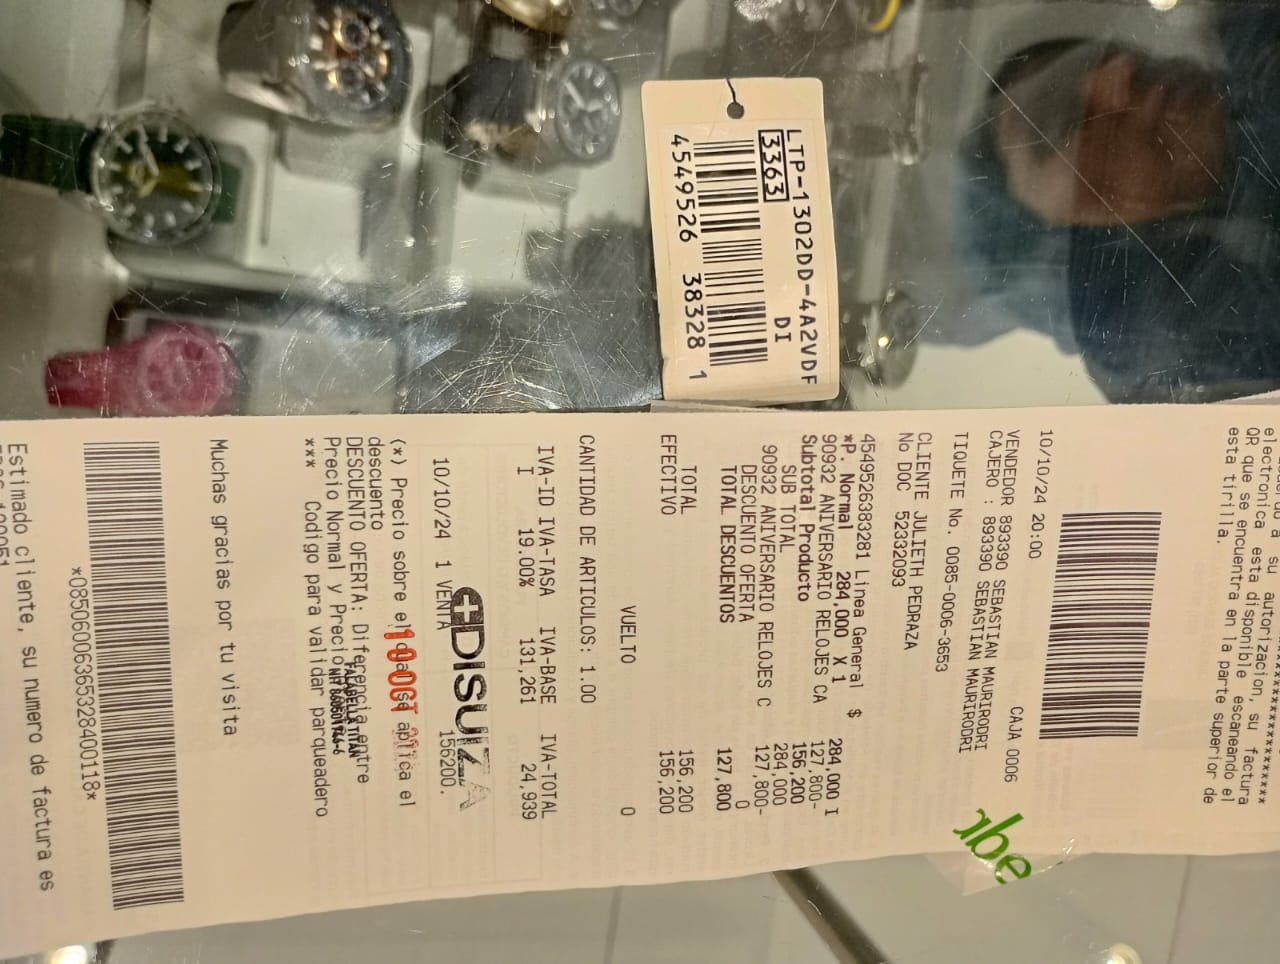 LTP-1302DD-4A2VDF
3363 DI
4549526 38328 1
electronica esta disponible escaneando el
QR que se encuentra en la parte superior de
esta tirilla.
10/10/24 20:00
VENDEDOR 893390 SEBASTIAN MAURIRODRI CAJA 0006
CAJERO : 893390 SEBASTIAN MAURIRODRI
TIQUETE No. 0085-0006-3653
CLIENTE JULIETH PEDRAZA
No DOC 52332093
4549526383281 Linea General $
*P. Normal 284,000 X 1 284,000 I
90932 ANIVERSARIO RELOJES CA 127,800-
Subtotal Producto 156,200
SUB TOTAL 284,000
90932 ANIVERSARIO RELOJES C 127,800-
DESCUENTO OFERTA 0
TOTAL DESCUENTOS 127,800
TOTAL 156,200
EFECTIVO 156,200
VUELTO 0
CANTIDAD DE ARTICULOS: 1.00
IVA-ID IVA-TASA IVA-BASE IVA-TOTAL
I 19.00% 131,261 24,939
DISUIZA
10/10/24 1 VENTA 156200.
(*) Precio sobre el cual se aplica el
descuento
10 OCT
DESCUENTO OFERTA: Diferencia entre
Precio Normal y Precio
FALABELLA TITAN
*** Codigo para validar parqueadero
Muchas gracias por tu visita
*08506006365328400118*
Estimado cliente, su numero de factura es